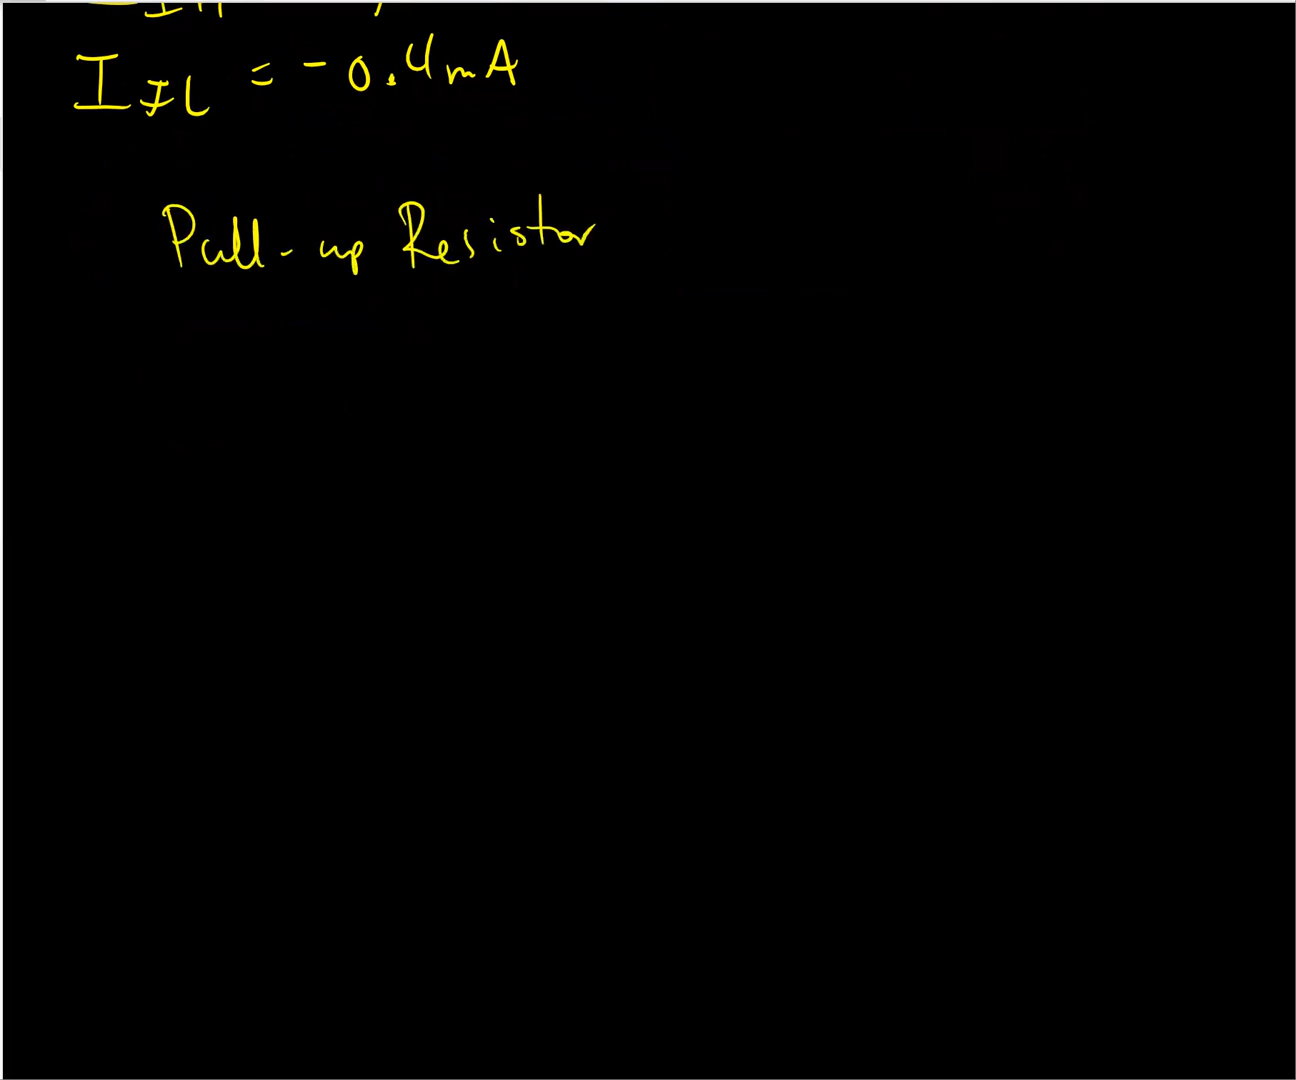 I_IL = -0.4mA
Pull-up Resistor